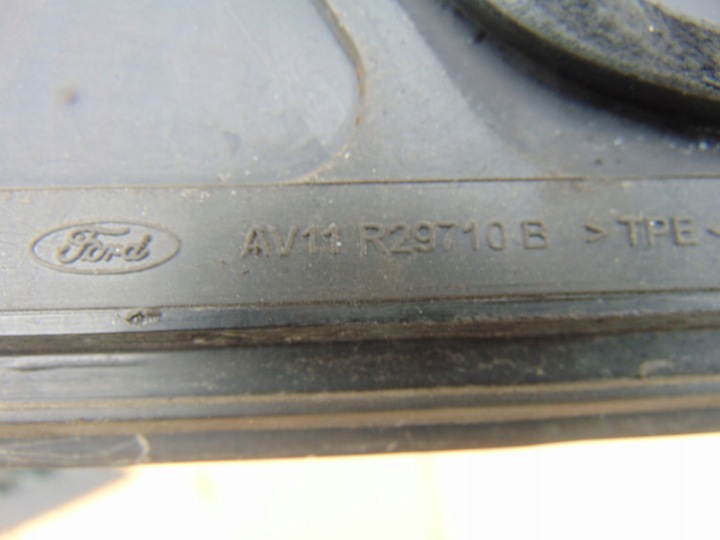 Ford AV11 R29710 B > TPE <